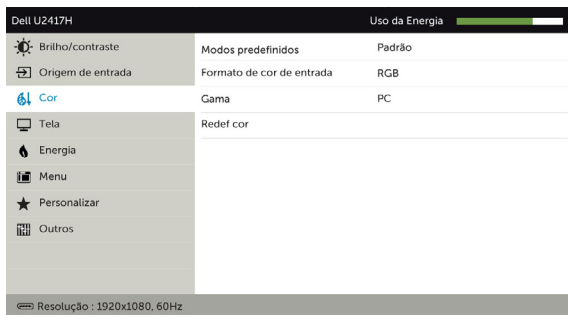 Dell U2417H Uso da Energia
Brilho/contraste
Modos predefinidos Padrão
Origem de entrada
Formato de cor de entrada RGB
Cor
Gama PC
Tela
Redef cor
Energia
Menu
Personalizar
Outros
Resolução : 1920x1080, 60Hz